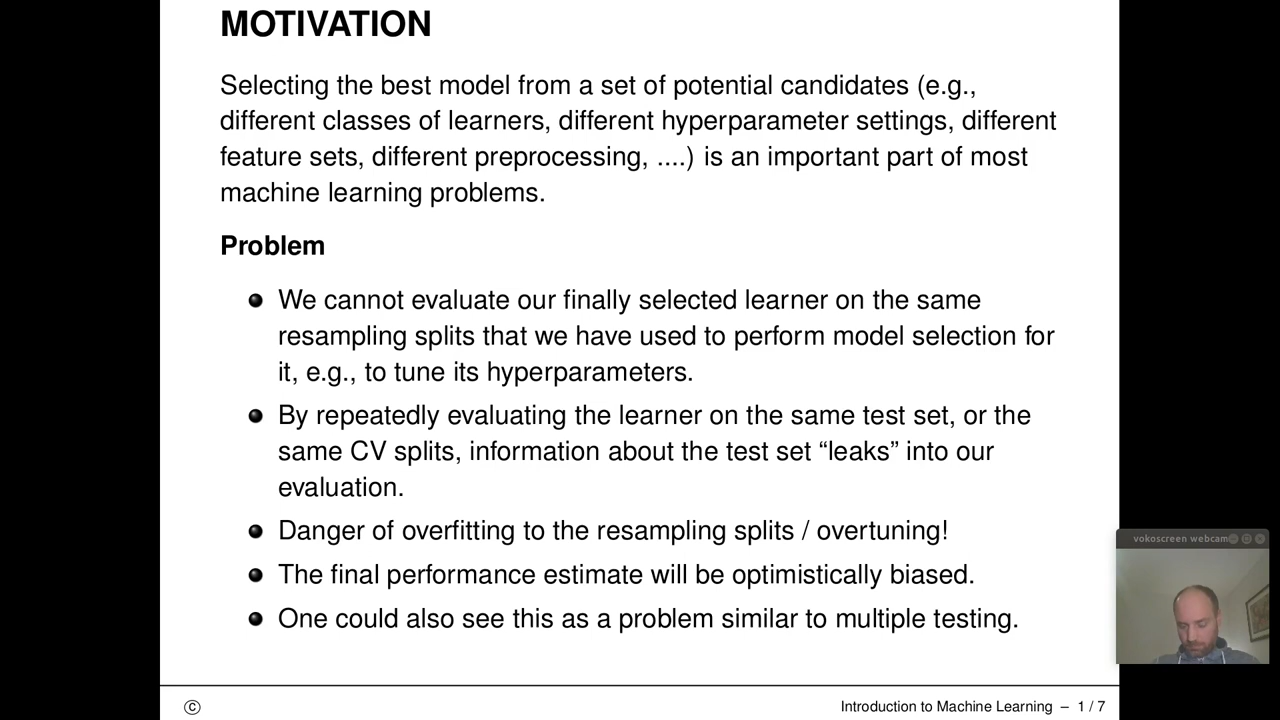 MOTIVATION
Selecting the best model from a set of potential candidates (e.g.,
different classes of learners, different hyperparameter settings, different
feature sets, different preprocessing, ....) is an important part of most
machine learning problems.
Problem
We cannot evaluate our finally selected learner on the same
resampling splits that we have used to perform model selection for
it, e.g., to tune its hyperparameters.
By repeatedly evaluating the learner on the same test set, or the
same CV splits, information about the test set “leaks” into our
evaluation.
Danger of overfitting to the resampling splits / overtuning!
The final performance estimate will be optimistically biased.
One could also see this as a problem similar to multiple testing.
vokoscreen webcam
© Introduction to Machine Learning – 1 / 7